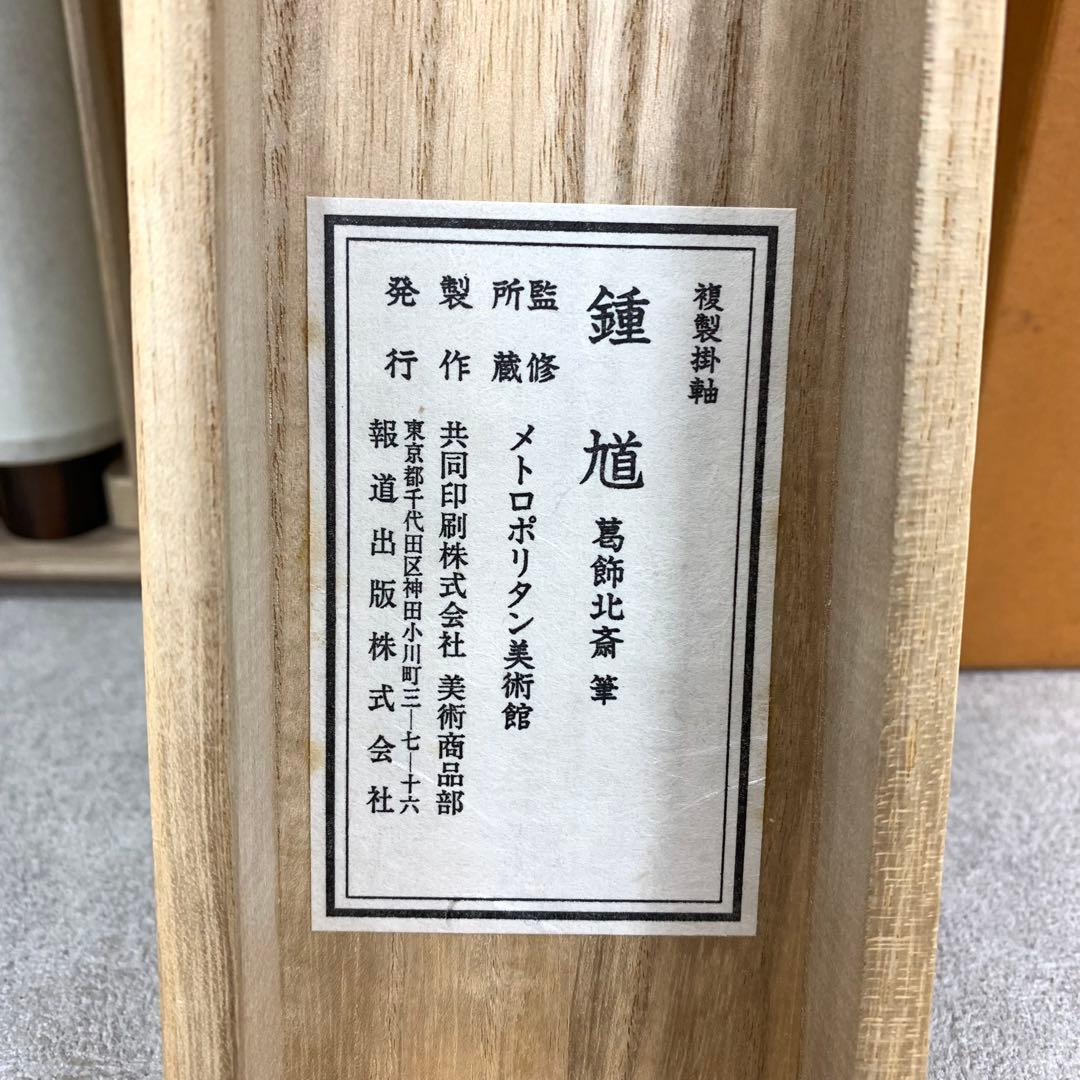 複製掛軸
鍾馗 葛飾北斎筆
監修
所蔵 メトロポリタン美術館
製作 共同印刷株式会社 美術商品部
東京都千代田区神田小川町三―七―十六
発行 報道出版株式会社